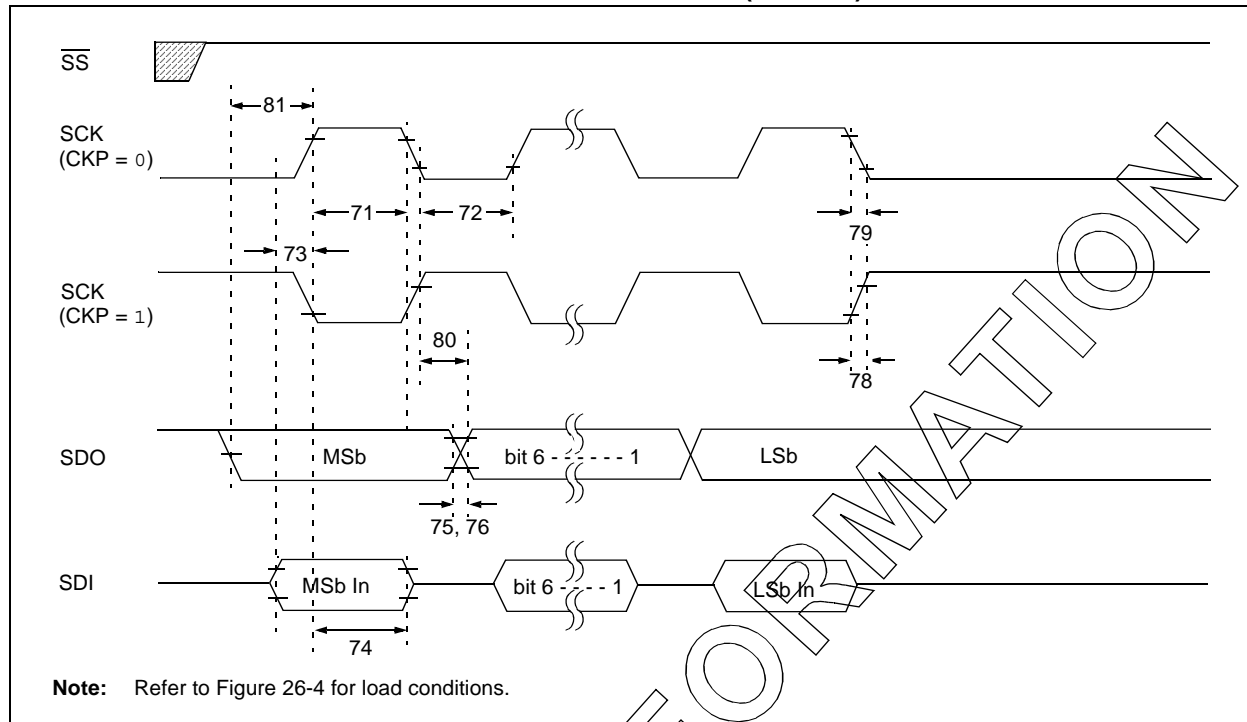 SS
81
SCK
(CKP = 0)
71
72
79
73
SCK
(CKP = 1)
80
78
SDO
MSb
bit 6 - - - - - - 1
LSb
75, 76
SDI
MSb In
bit 6 - - - - 1
LSb In
74
Note: Refer to Figure 26-4 for load conditions.
FORMATION